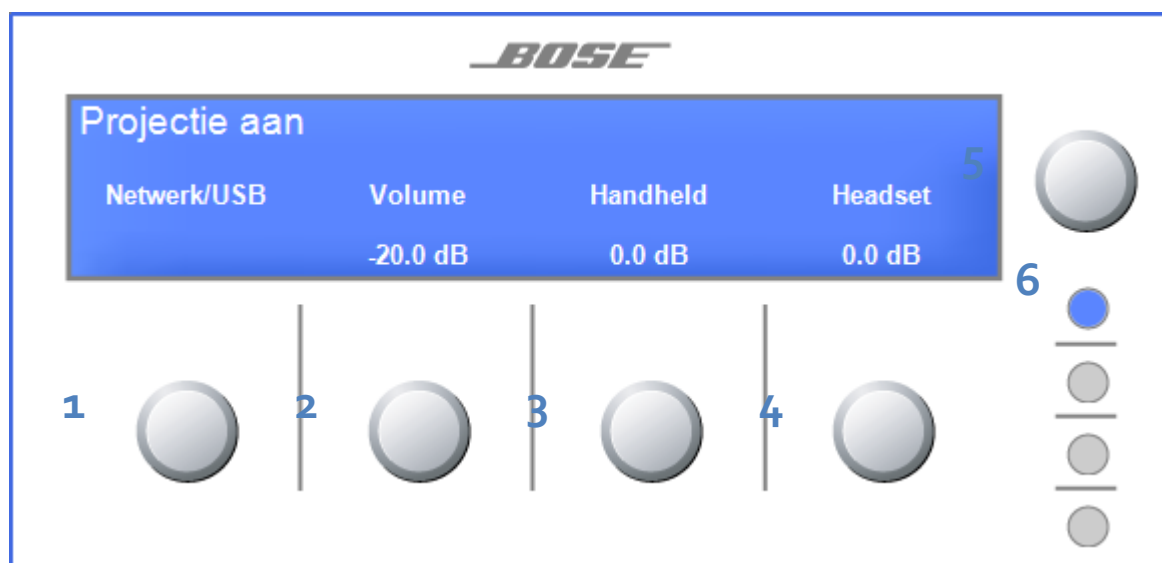 BOSE
Projectie aan
5
Netwerk/USB Volume Handheld Headset
-20.0 dB 0.0 dB 0.0 dB
6
1 2 3 4